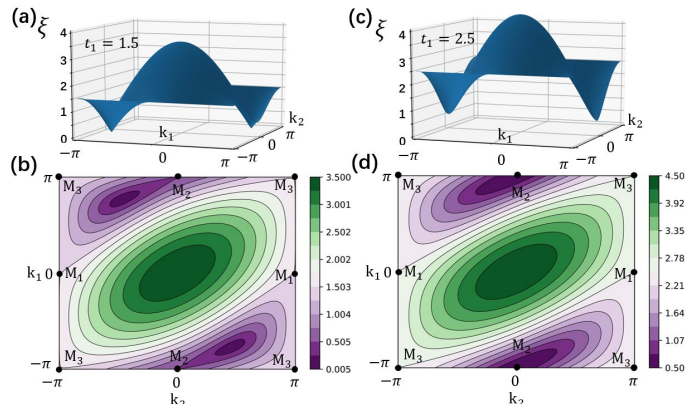 (a) ξ
4
3
2
1
0
t₁ = 1.5
k₁
−π 0 π
k₂
π
0
−π
(c) ξ
4
3
2
1
0
t₁ = 2.5
k₁
−π 0 π
k₂
π
0
−π
(b)
π M₃ M₂ M₃
k₁ 0 M₁ M₁
−π M₃ M₂ M₃
−π 0 π
k₂
3.500
3.001
2.502
2.002
1.503
1.004
0.504
0.005
(d)
π M₃ M₂ M₃
k₁ 0 M₁ M₁
−π M₃ M₂ M₃
−π 0 π
k₂
4.50
3.92
3.35
2.78
2.21
1.64
1.07
0.50